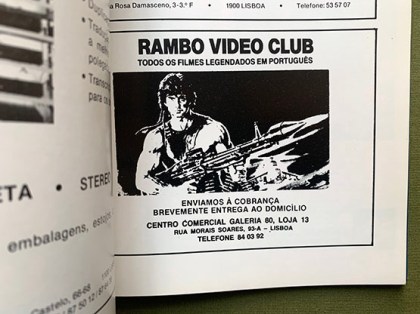 Rosa Damasceno, 3-3.º F • 1900 LISBOA • Telefone: 53 57 07
RAMBO VIDEO CLUB
TODOS OS FILMES LEGENDADOS EM PORTUGUÊS
ENVIAMOS À COBRANÇA
BREVEMENTE ENTREGA AO DOMICÍLIO
CENTRO COMERCIAL GALERIA 80, LOJA 13
RUA MORAIS SOARES, 93-A – LISBOA
TELEFONE 84 03 92
• STEREO
embalagens, estojos
Castelo, 66-68